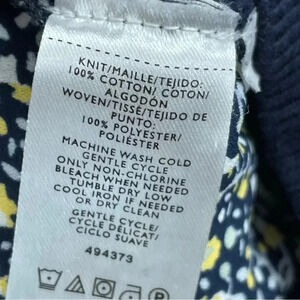 KNIT/MAILLE/TEJIDO:
100% COTTON/ COTON/
ALGODÓN
WOVEN/TISSÉ/TEJIDO DE
PUNTO:
100% POLYESTER/
POLIÉSTER
MACHINE WASH COLD
GENTLE CYCLE
ONLY NON-CHLORINE
BLEACH WHEN NEEDED
TUMBLE DRY LOW
COOL IRON IF NEEDED
OR DRY CLEAN
GENTLE CYCLE/
CYCLE DÉLICAT/
CICLO SUAVE
494373